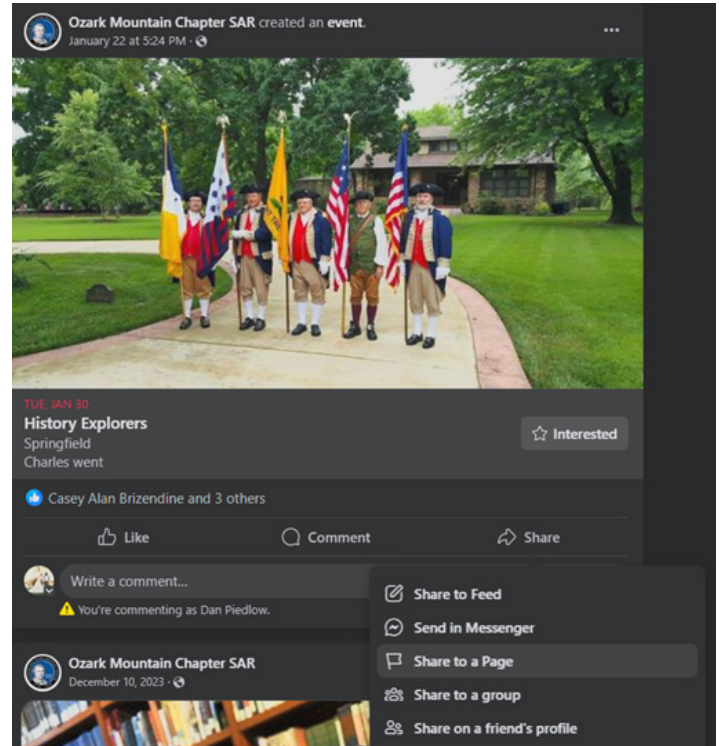 Ozark Mountain Chapter SAR created an event.
January 22 at 5:24 PM ·
TUE, JAN 30
History Explorers
Springfield
Charles went
Interested
Casey Alan Brizendine and 3 others
Like
Comment
Share
Write a comment...
You're commenting as Dan Piedlow.
Share to Feed
Send in Messenger
Share to a Page
Share to a group
Share on a friend's profile
Ozark Mountain Chapter SAR
December 10, 2023 ·